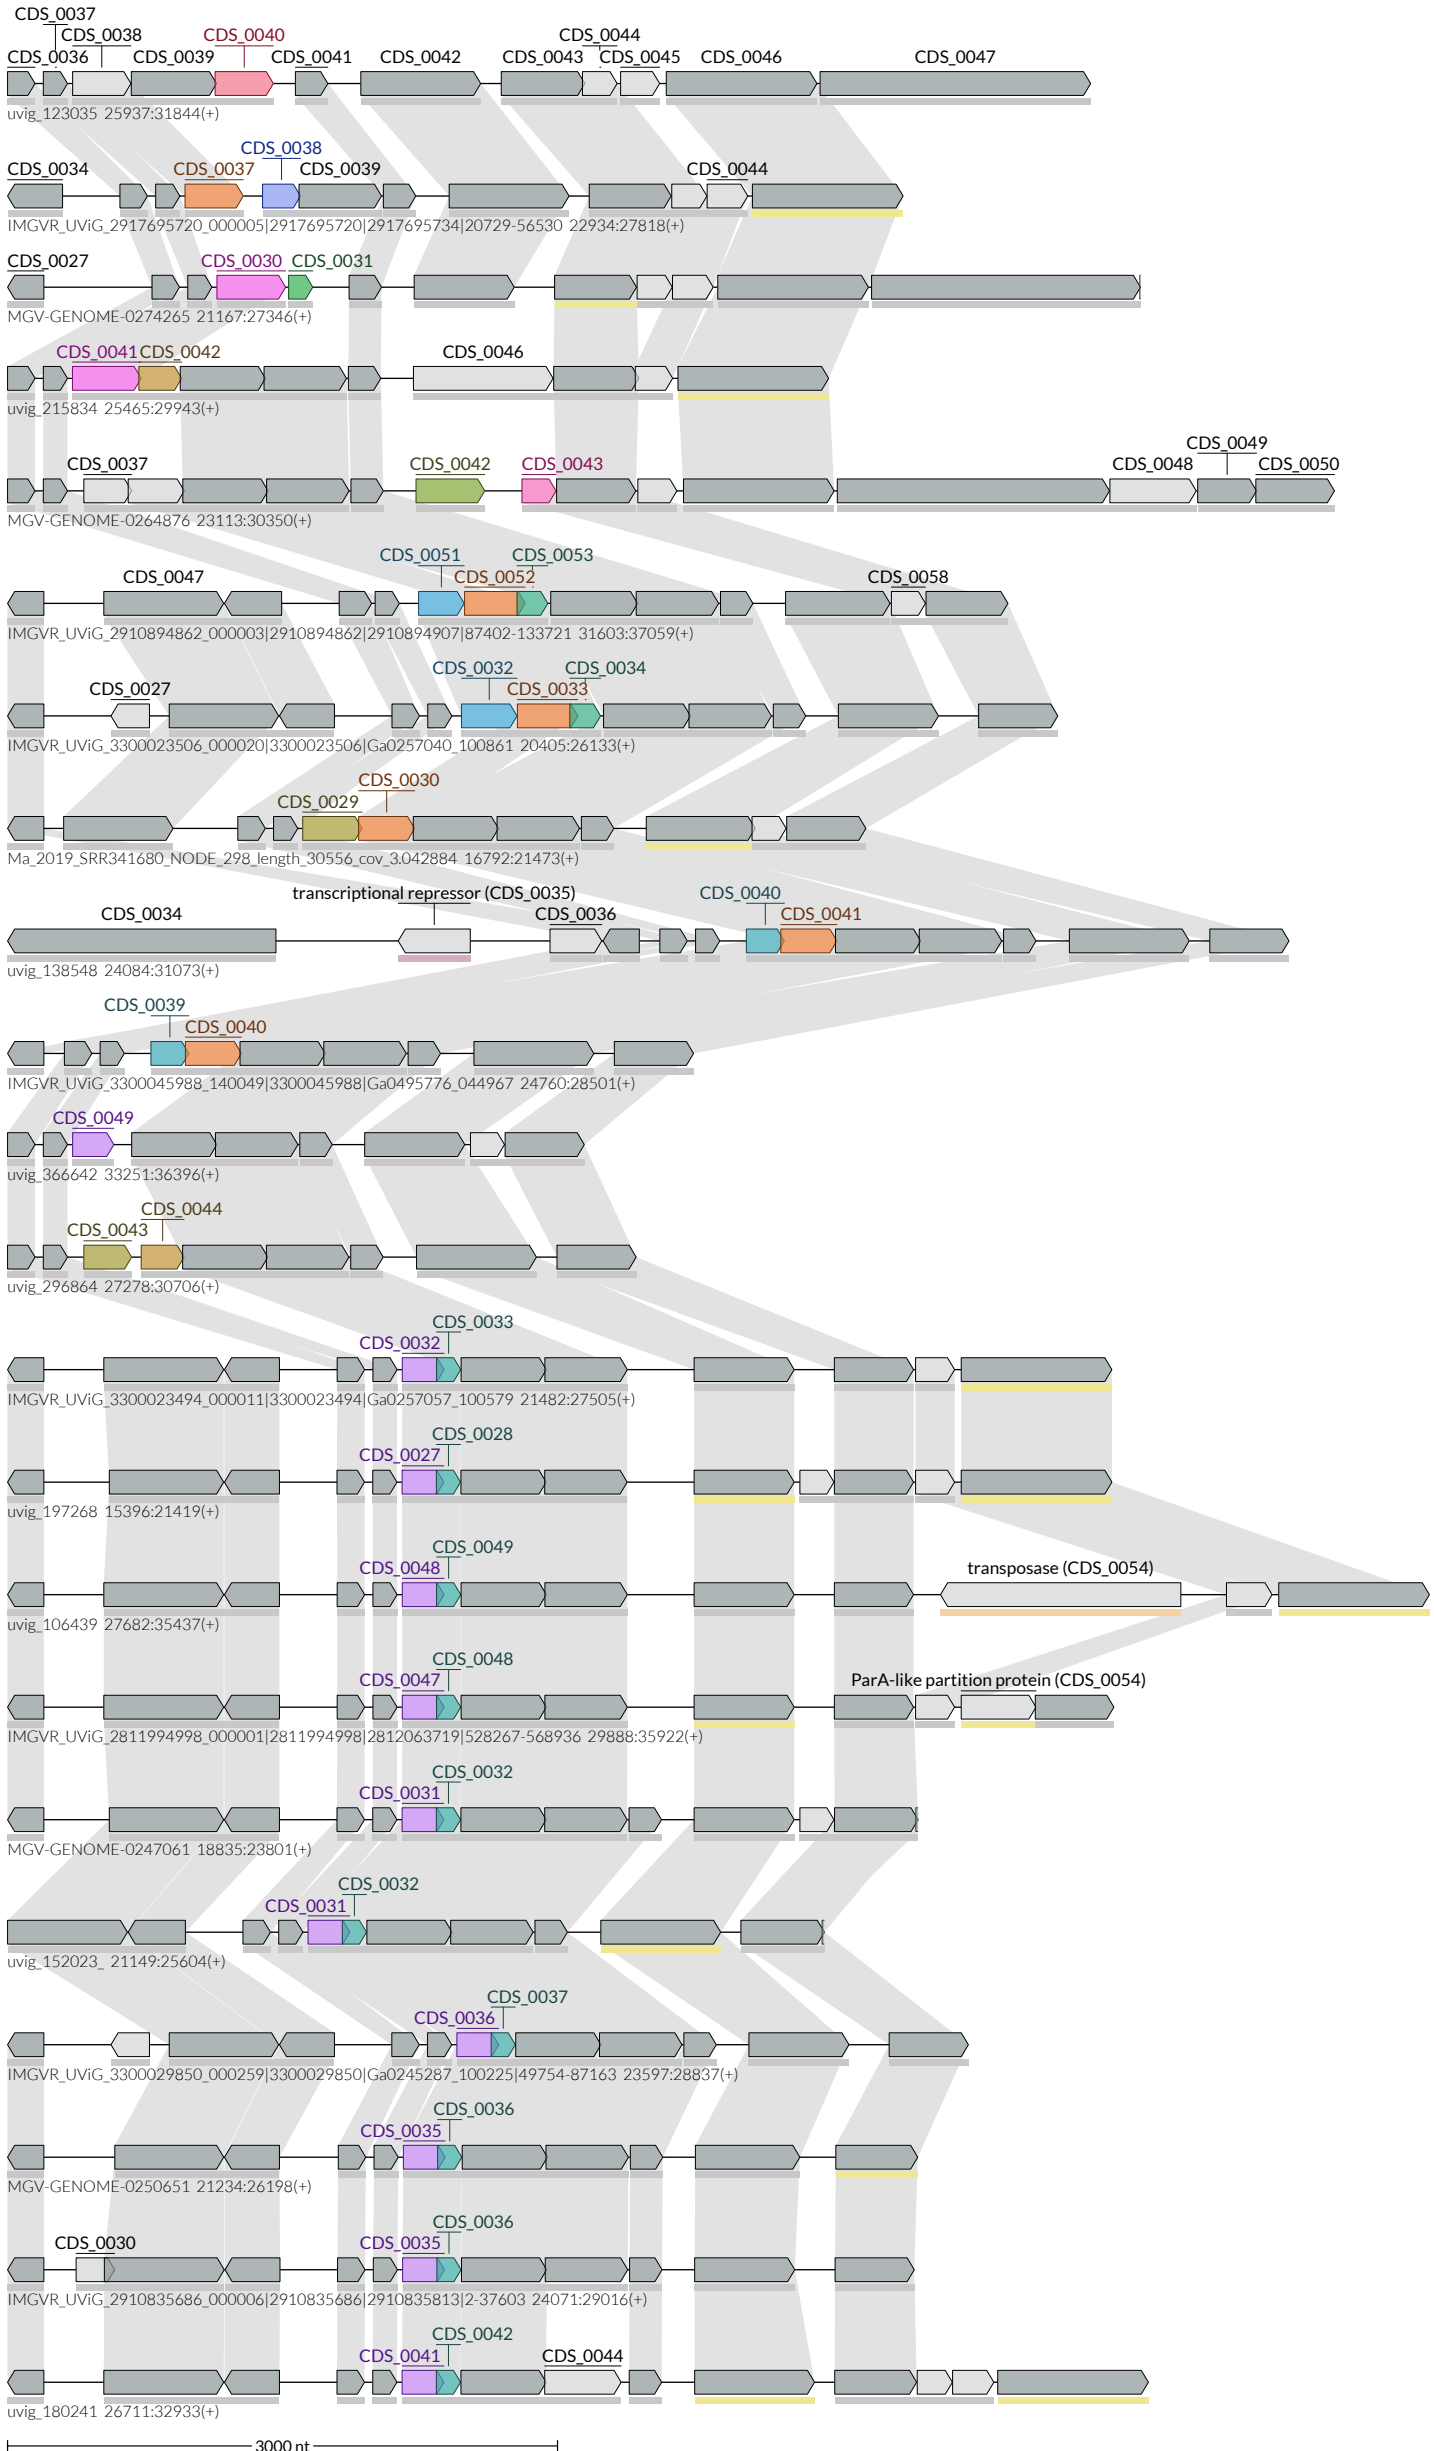 CDS_0037
CDS_0038 CDS_0040 CDS_0044
CDS_0036 CDS_0039 CDS_0041 CDS_0042 CDS_0043 CDS_0045 CDS_0046 CDS_0047
uvig_123035 25937:31844(+)
CDS_0038
CDS_0034 CDS_0037 CDS_0039 CDS_0044
IMGVR_UViG_2917695720_000005|2917695720|2917695734|20729-56530 22934:27818(+)
CDS_0027 CDS_0030 CDS_0031
MGV-GENOME-0274265 21167:27346(+)
CDS_0041 CDS_0042 CDS_0046
uvig_215834 25465:29943(+)
CDS_0049
CDS_0037 CDS_0042 CDS_0043 CDS_0048 CDS_0050
MGV-GENOME-0264876 23113:30350(+)
CDS_0051 CDS_0053
CDS_0047 CDS_0052 CDS_0058
IMGVR_UViG_2910894862_000003|2910894862|2910894907|87402-133721 31603:37059(+)
CDS_0032 CDS_0034
CDS_0027 CDS_0033
IMGVR_UViG_3300023506_000020|3300023506|Ga0257040_100861 20405:26133(+)
CDS_0030
CDS_0029
Ma_2019_SRR341680_NODE_298_length_30556_cov_3.042884 16792:21473(+)
transcriptional repressor (CDS_0035) CDS_0040
CDS_0034 CDS_0036 CDS_0041
uvig_138548 24084:31073(+)
CDS_0039
CDS_0040
IMGVR_UViG_3300045988_140049|3300045988|Ga0495776_044967 24760:28501(+)
CDS_0049
uvig_366642 33251:36396(+)
CDS_0044
CDS_0043
uvig_296864 27278:30706(+)
CDS_0033
CDS_0032
IMGVR_UViG_3300023494_000011|3300023494|Ga0257057_100579 21482:27505(+)
CDS_0028
CDS_0027
uvig_197268 15396:21419(+)
CDS_0049
CDS_0048 transposase (CDS_0054)
uvig_106439 27682:35437(+)
CDS_0048
CDS_0047 ParA-like partition protein (CDS_0054)
IMGVR_UViG_2811994998_000001|2811994998|2812063719|528267-568936 29888:35922(+)
CDS_0032
CDS_0031
MGV-GENOME-0247061 18835:23801(+)
CDS_0032
CDS_0031
uvig_152023_ 21149:25604(+)
CDS_0037
CDS_0036
IMGVR_UViG_3300029850_000259|3300029850|Ga0245287_100225|49754-87163 23597:28837(+)
CDS_0036
CDS_0035
MGV-GENOME-0250651 21234:26198(+)
CDS_0036
CDS_0030 CDS_0035
IMGVR_UViG_2910835686_000006|2910835686|2910835813|2-37603 24071:29016(+)
CDS_0042
CDS_0041 CDS_0044
uvig_180241 26711:32933(+)
3000 nt